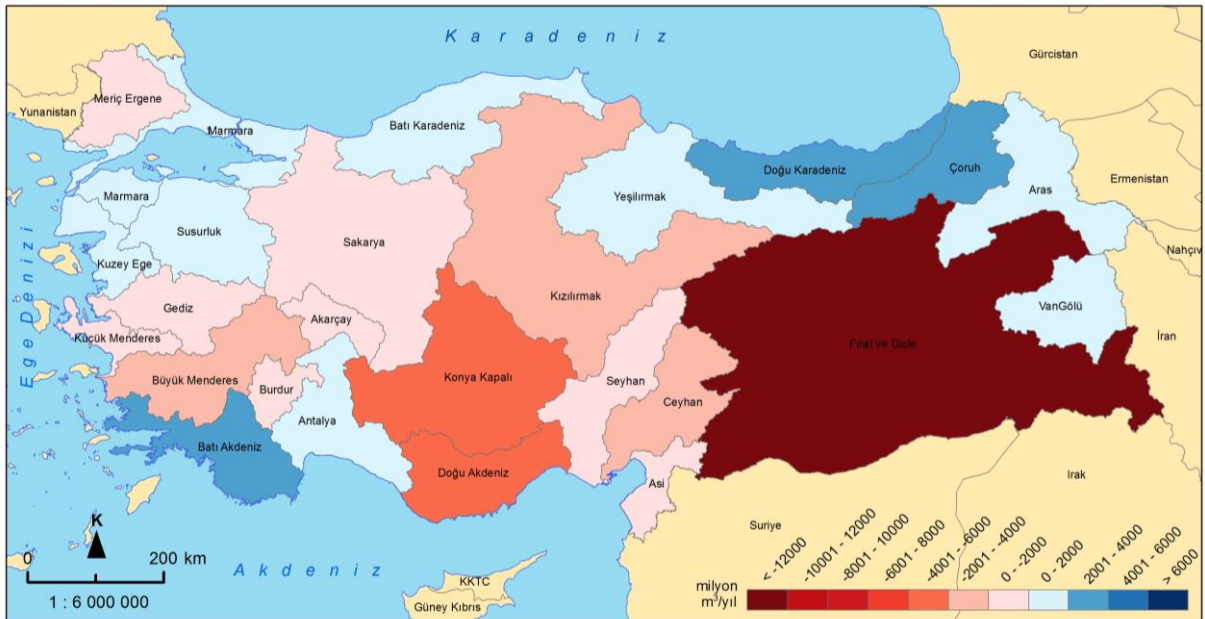 Karadeniz
Gürcistan
Meriç Ergene
Yunanistan
Marmara
Batı Karadeniz
Doğu Karadeniz
Çoruh
Ermenistan
Marmara
Yeşilırmak
Aras
Susurluk
Sakarya
Nahçıv
Kuzey Ege
Ege Denizi
Kızılırmak
VanGölü
Gediz
Akarçay
İran
Küçük Menderes
Fırat ve Dicle
Büyük Menderes
Burdur
Konya Kapalı
Seyhan
Ceyhan
Antalya
Batı Akdeniz
Doğu Akdeniz
Asi
Irak
Suriye
K
0 200 km
1 : 6 000 000
Akdeniz
KKTC
Güney Kıbrıs
milyon
m³/yıl
< -12000
-10001 - 12000
-8001 - 10000
-6001 - 8000
-4001 - -6000
-2001 - -4000
0 - -2000
0 - 2000
2001 - 4000
4001 - 6000
> 6000